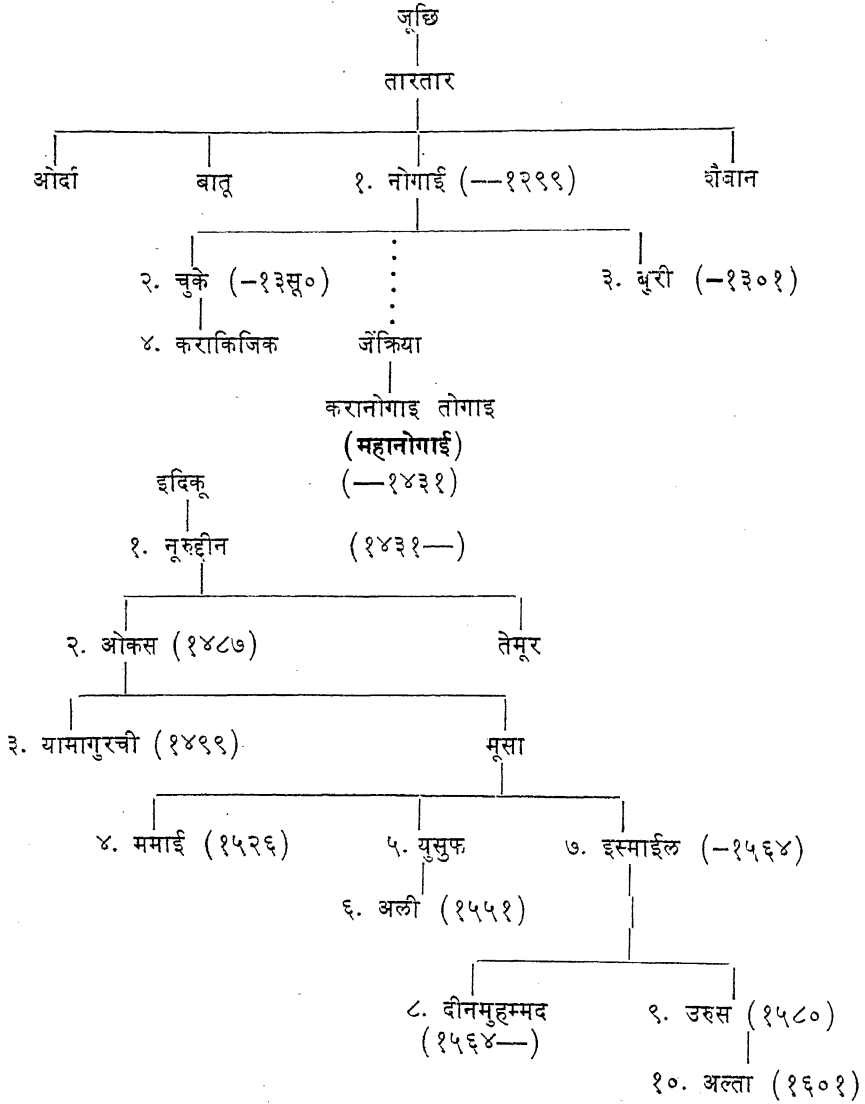 जूछि
तारतार
ओर्दा बातू १. नोगाई (—१२९९) शैबान
२. चुके (-१३सू०) ३. बुरी (-१३०१)
४. कराकिजिक जेंक्रिया
करानोगाइ तोगाइ
(महानोगाई)
इदिकू (—१४३१)
१. नूरुद्दीन (१४३१—)
२. ओकस (१४८७) तेमूर
३. यामागुरची (१४९९) मूसा
४. ममाई (१५२६) ५. युसुफ ७. इस्माईल (-१५६४)
६. अली (१५५१)
८. दीनमुहम्मद ९. उरुस (१५८०)
(१५६४—)
१०. अल्ता (१६०१)